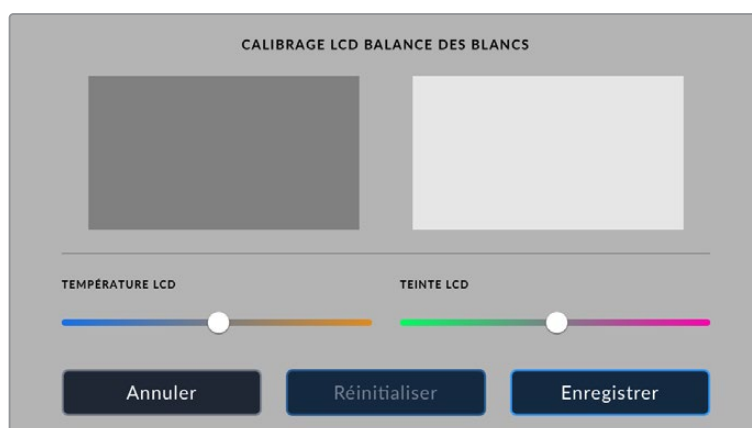 CALIBRAGE LCD BALANCE DES BLANCS
TEMPÉRATURE LCD
TEINTE LCD
Annuler
Réinitialiser
Enregistrer